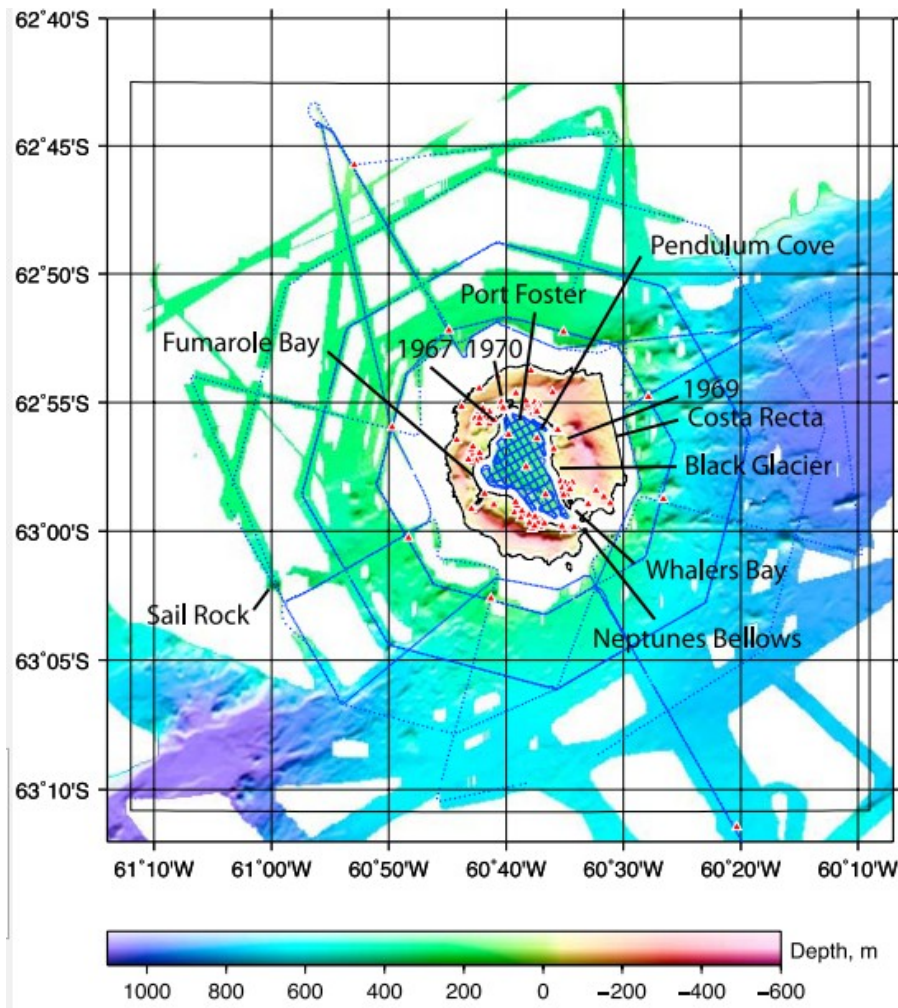 62°40'S
62°45'S
62°50'S
62°55'S
63°00'S
63°05'S
63°10'S
Pendulum Cove
Port Foster
Fumarole Bay
1967 1970
1969
Costa Recta
Black Glacier
Whalers Bay
Sail Rock
Neptunes Bellows
61°10'W 61°00'W 60°50'W 60°40'W 60°30'W 60°20'W 60°10'W
Depth, m
1000 800 600 400 200 0 −200 −400 −600